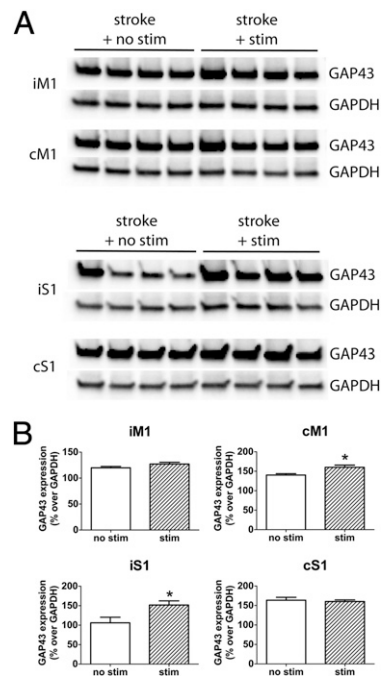 A
stroke
+ no stim
stroke
+ stim
iM1
GAP43
GAPDH
cM1
GAP43
GAPDH
stroke
+ no stim
stroke
+ stim
iS1
GAP43
GAPDH
cS1
GAP43
GAPDH
B
iM1
GAP43 expression
(% over GAPDH)
150
100
50
0
no stim
stim
cM1
GAP43 expression
(% over GAPDH)
200
150
100
50
0
*
no stim
stim
iS1
GAP43 expression
(% over GAPDH)
200
150
100
50
0
*
no stim
stim
cS1
GAP43 expression
(% over GAPDH)
200
150
100
50
0
no stim
stim